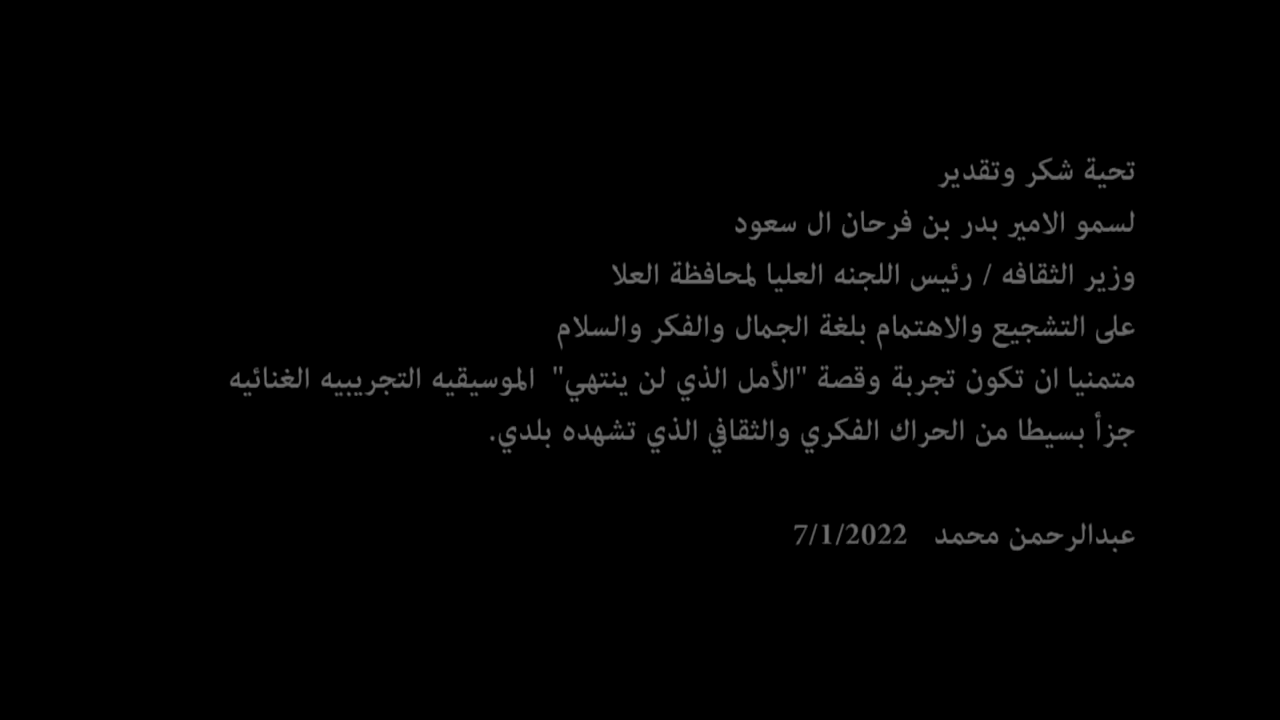 تحية شكر وتقدير
لسمو الامير بدر بن فرحان ال سعود
وزير الثقافه / رئيس اللجنه العليا لمحافظة العلا
على التشجيع والاهتمام بلغة الجمال والفكر والسلام
متمنيا ان تكون تجربة وقصة "الأمل الذي لن ينتهي" الموسيقيه التجريبيه الغنائيه
جزأ بسيطا من الحراك الفكري والثقافي الذي تشهده بلدي.
عبدالرحمن محمد 7/1/2022